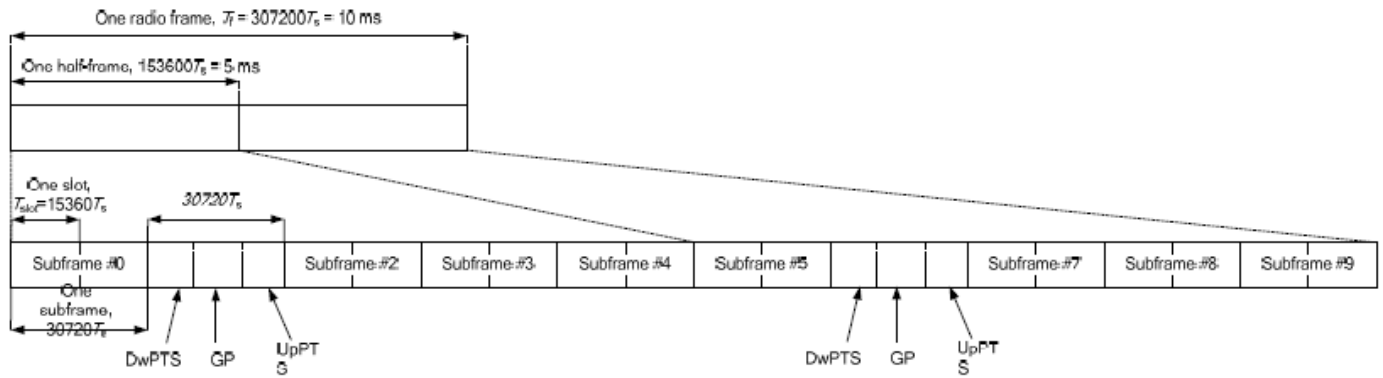 One radio frame, Tf = 307200Ts = 10 ms
One half-frame, 153600Ts = 5 ms
One slot,
Tslot=15360Ts
30720Ts
Subframe #0
Subframe #2
Subframe #3
Subframe #4
Subframe #5
Subframe #7
Subframe #8
Subframe #9
One
subframe,
30720Ts
DwPTS
GP
UpPT
S
DwPTS
GP
UpPT
S